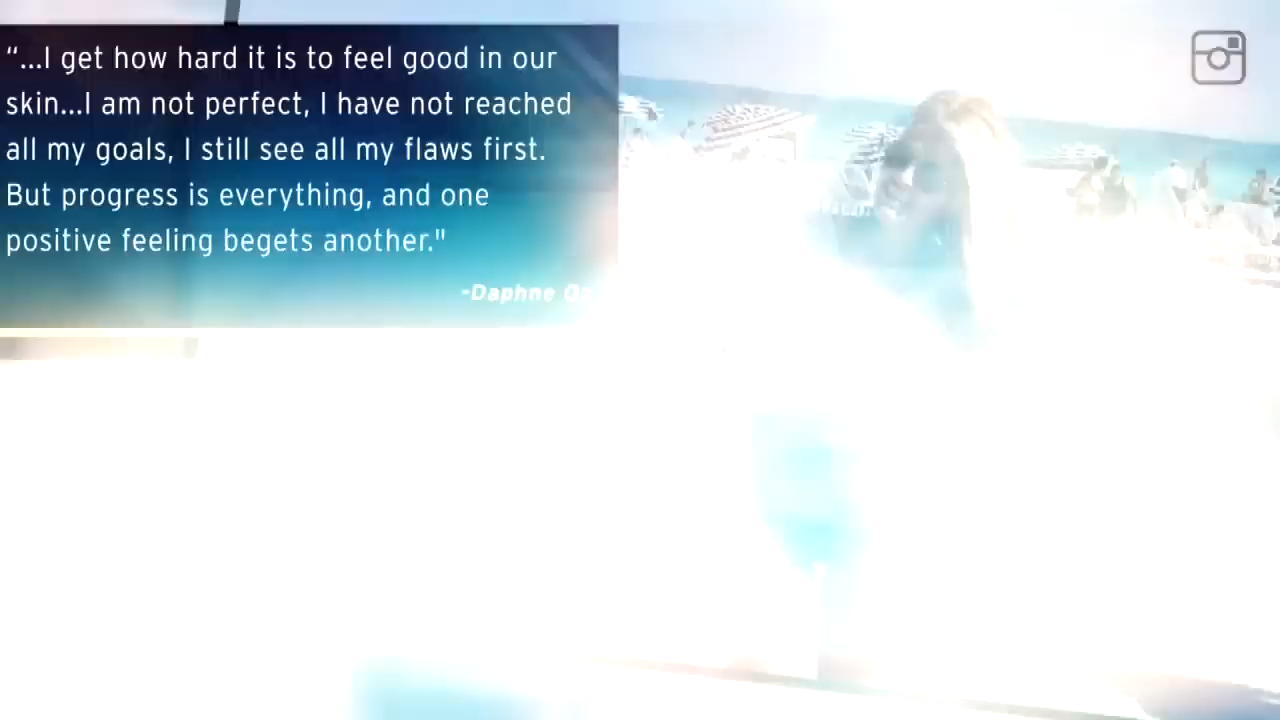 “...I get how hard it is to feel good in our
skin...I am not perfect, I have not reached
all my goals, I still see all my flaws first.
But progress is everything, and one
positive feeling begets another."
-Daphne